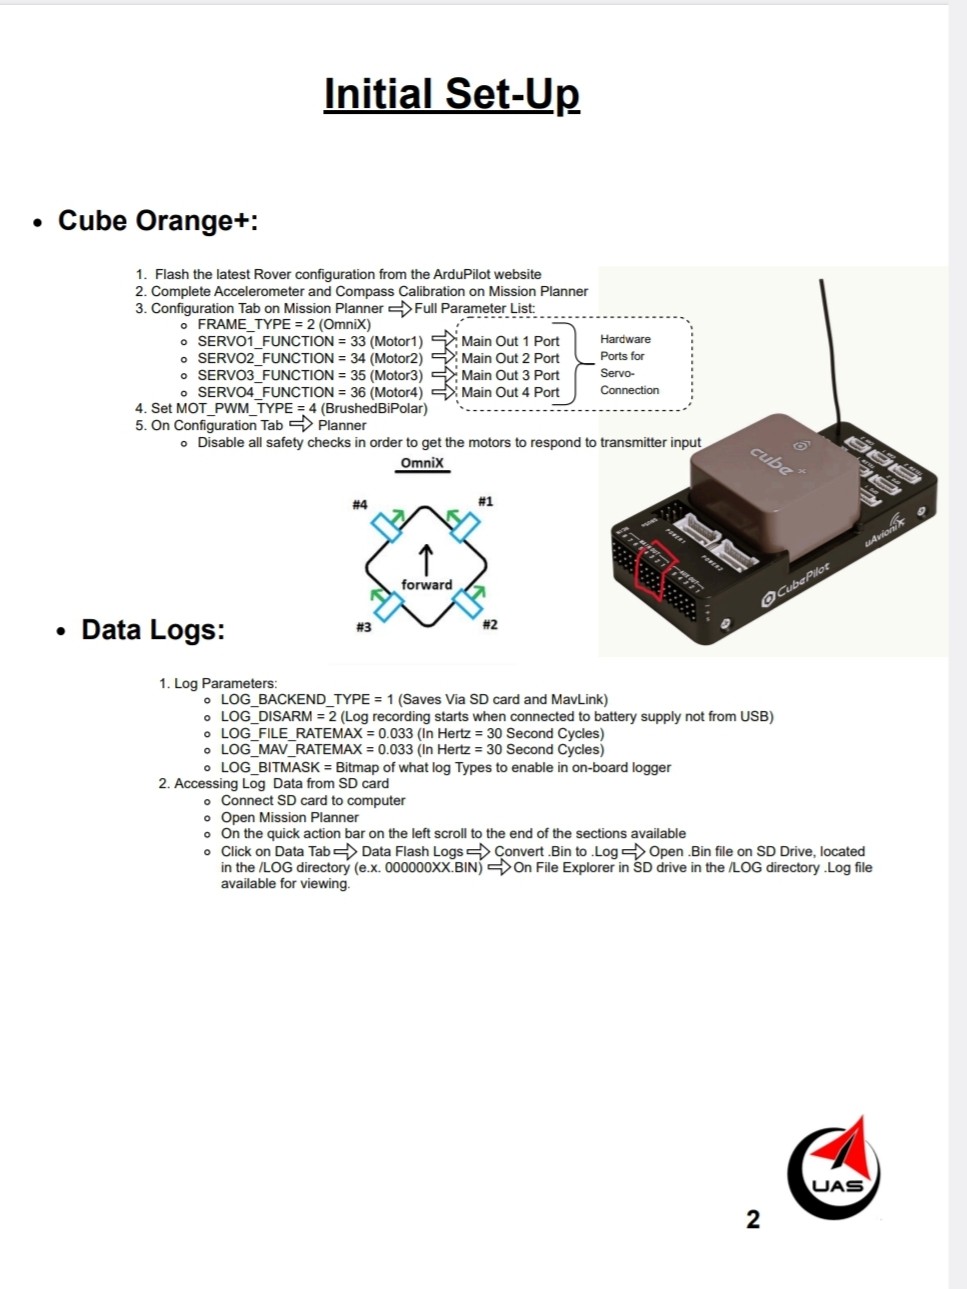 Initial Set-Up
• Cube Orange+:
1. Flash the latest Rover configuration from the ArduPilot website
2. Complete Accelerometer and Compass Calibration on Mission Planner
3. Configuration Tab on Mission Planner ⇨ Full Parameter List:
○ FRAME_TYPE = 2 (OmniX)
○ SERVO1_FUNCTION = 33 (Motor1) ⇨ Main Out 1 Port
○ SERVO2_FUNCTION = 34 (Motor2) ⇨ Main Out 2 Port
○ SERVO3_FUNCTION = 35 (Motor3) ⇨ Main Out 3 Port
○ SERVO4_FUNCTION = 36 (Motor4) ⇨ Main Out 4 Port
Hardware
Ports for
Servo-
Connection
4. Set MOT_PWM_TYPE = 4 (BrushedBiPolar)
5. On Configuration Tab ⇨ Planner
○ Disable all safety checks in order to get the motors to respond to transmitter input
OmniX
#4
#1
forward
#3
#2
cube+
POWER1
POWER2
CubePilot
uAvionix
• Data Logs:
1. Log Parameters:
○ LOG_BACKEND_TYPE = 1 (Saves Via SD card and MavLink)
○ LOG_DISARM = 2 (Log recording starts when connected to battery supply not from USB)
○ LOG_FILE_RATEMAX = 0.033 (In Hertz = 30 Second Cycles)
○ LOG_MAV_RATEMAX = 0.033 (In Hertz = 30 Second Cycles)
○ LOG_BITMASK = Bitmap of what log Types to enable in on-board logger
2. Accessing Log Data from SD card
○ Connect SD card to computer
○ Open Mission Planner
○ On the quick action bar on the left scroll to the end of the sections available
○ Click on Data Tab ⇨ Data Flash Logs ⇨ Convert .Bin to .Log ⇨ Open .Bin file on SD Drive, located
in the /LOG directory (e.x. 000000XX.BIN) ⇨ On File Explorer in SD drive in the /LOG directory .Log file
available for viewing.
UAS
2